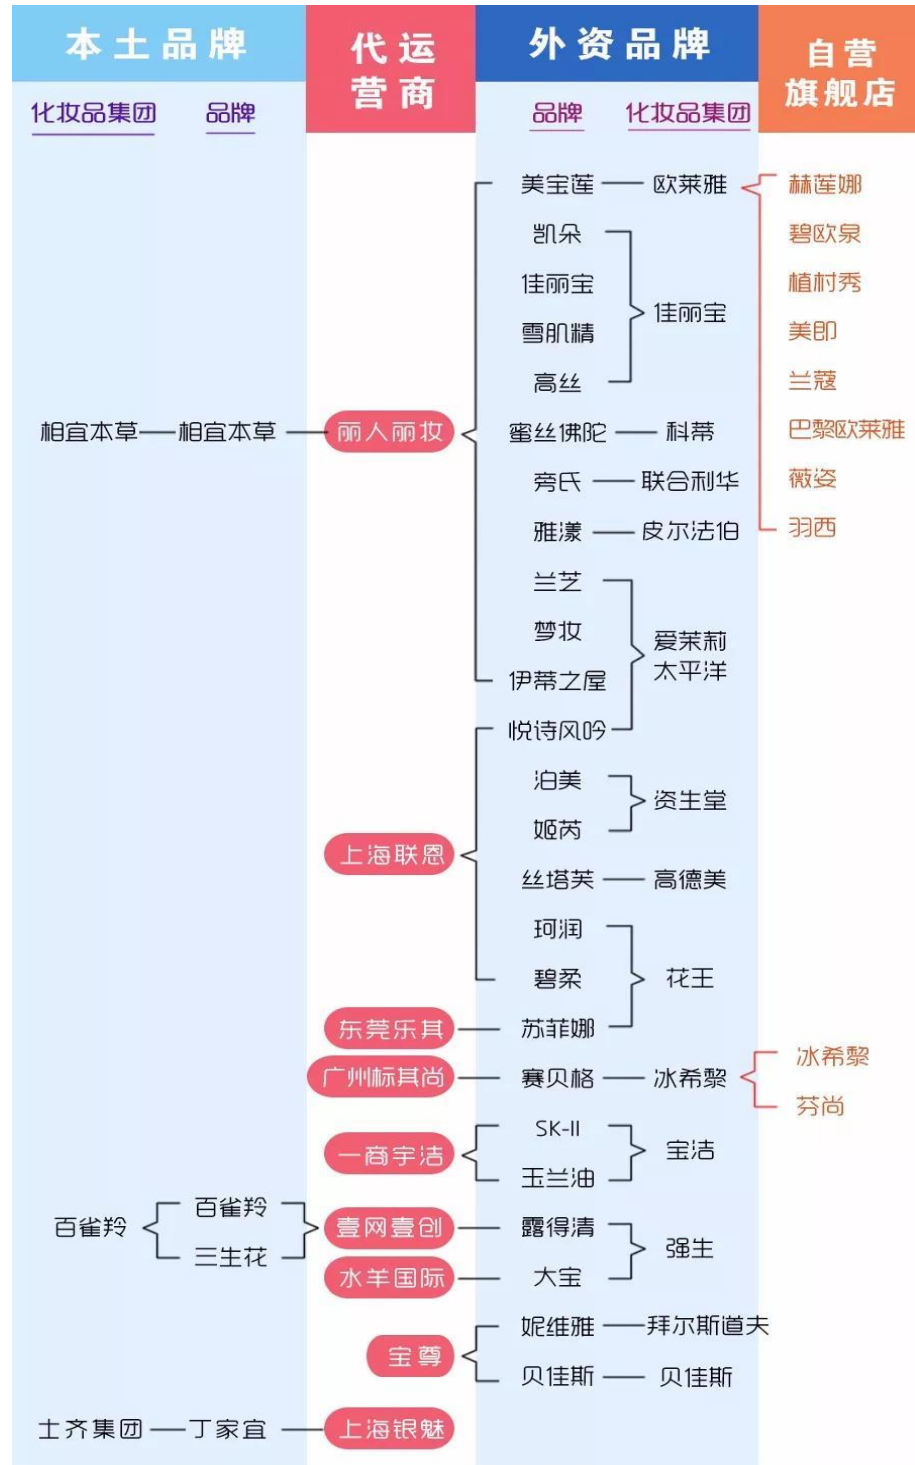 本土品牌
代运
营商
外资品牌
自营
旗舰店
化妆品集团
品牌
品牌
化妆品集团
美宝莲
欧莱雅
赫莲娜
凯朵
碧欧泉
佳丽宝
植村秀
佳丽宝
雪肌精
美即
高丝
兰蔻
相宜本草
相宜本草
丽人丽妆
蜜丝佛陀
科蒂
巴黎欧莱雅
旁氏
联合利华
薇姿
雅漾
皮尔法伯
羽西
兰芝
梦妆
爱茉莉
太平洋
伊蒂之屋
悦诗风吟
泊美
资生堂
姬芮
上海联恩
丝塔芙
高德美
珂润
碧柔
花王
东莞乐其
苏菲娜
冰希黎
广州标其尚
赛贝格
冰希黎
芬尚
SK-II
一商宇洁
宝洁
玉兰油
百雀羚
百雀羚
三生花
壹网壹创
露得清
强生
水羊国际
大宝
妮维雅
拜尔斯道夫
宝尊
贝佳斯
贝佳斯
士齐集团
丁家宜
上海银魅